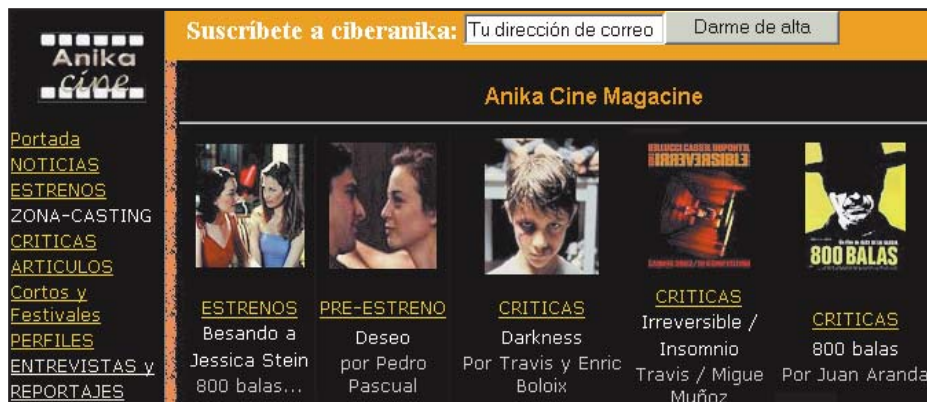 Suscríbete a ciberanika: Tu dirección de correo Darme de alta
Anika
cine
Anika Cine Magacine
Portada
NOTICIAS
ESTRENOS
ZONA-CASTING
CRITICAS
ARTICULOS
Cortos y
Festivales
PERFILES
ENTREVISTAS y
REPORTAJES
ESTRENOS
Besando a
Jessica Stein
800 balas...
PRE-ESTRENO
Deseo
por Pedro
Pascual
CRITICAS
Darkness
Por Travis y Enric
Boloix
CRITICAS
Irreversible /
Insomnio
Travis / Migue
Muñoz
800 BALAS
CRITICAS
800 balas
Por Juan Aranda